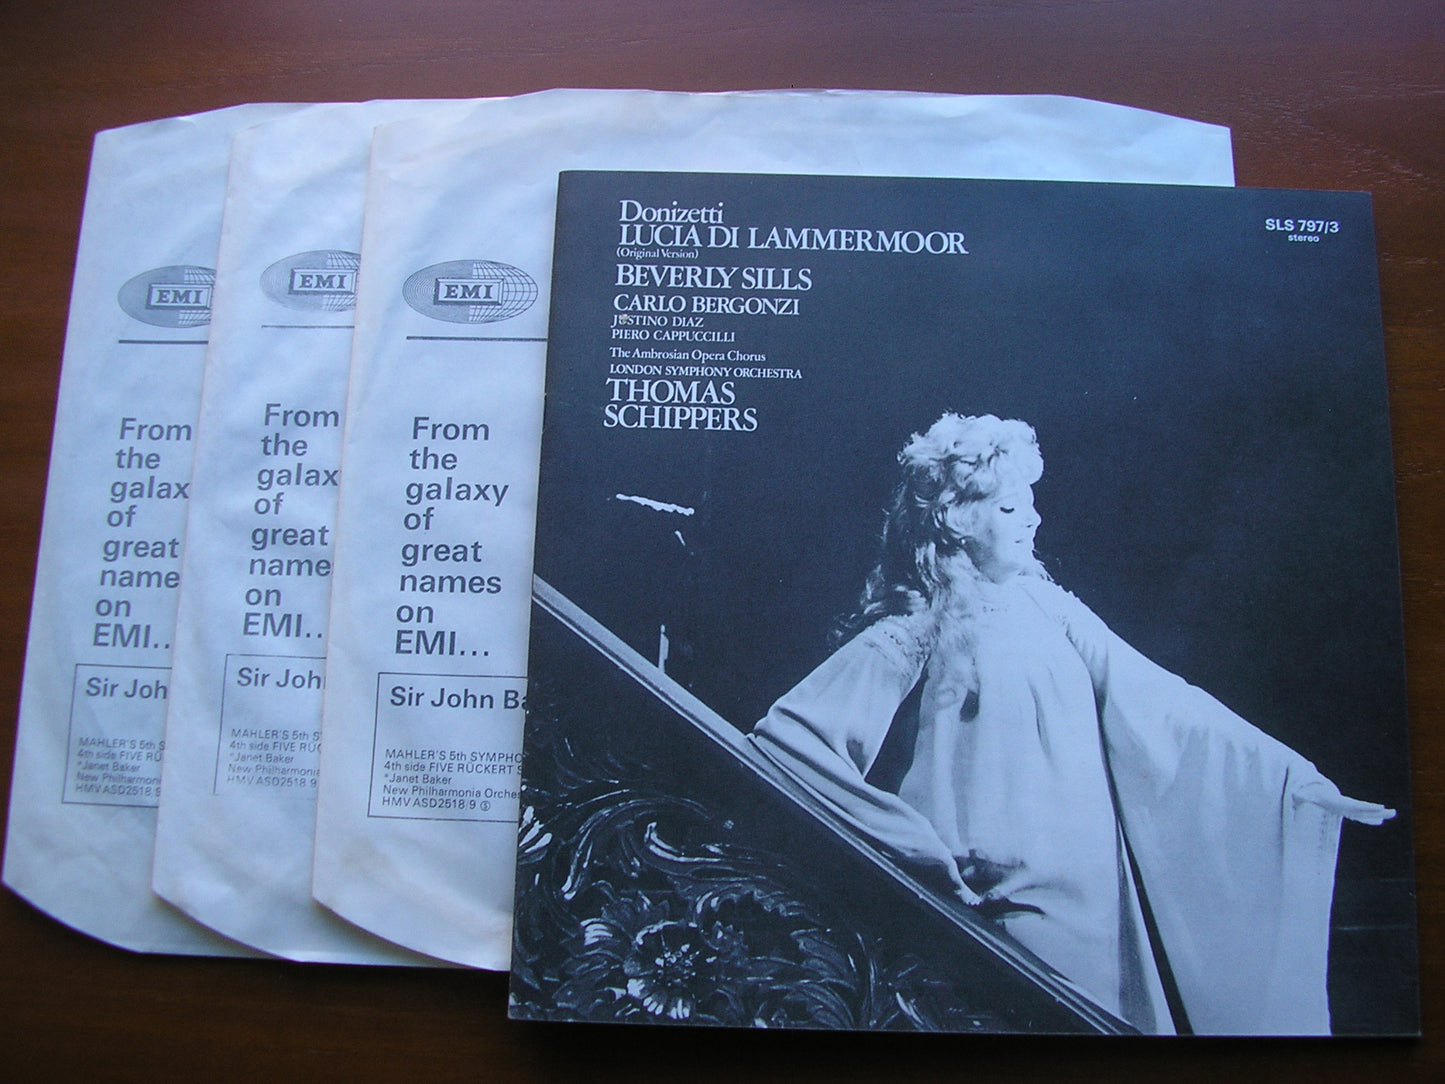 EMI
From
the
galax
of
great
name
on
EMI..
Sir Joh
MAHLER'S 5th S
4th side FIVE RÜ
*Janet Baker
New Philharmoni
HMV ASD2518 9
EMI
From
the
galax
of
great
name
on
EMI..
Sir Joh
MAHLER'S 5th S
4th side FIVE RÜC
*Janet Baker
New Philharmonia
HMV ASD2518 9
EMI
From
the
galaxy
of
great
names
on
EMI...
Sir John Ba
MAHLER'S 5th SYMPHO
4th side FIVE RÜCKERT S
*Janet Baker
New Philharmonia Orches
HMV ASD2518/9 Ⓢ
Donizetti
LUCIA DI LAMMERMOOR
(Original Version)
BEVERLY SILLS
CARLO BERGONZI
JUSTINO DIAZ
PIERO CAPPUCCILLI
The Ambrosian Opera Chorus
LONDON SYMPHONY ORCHESTRA
THOMAS
SCHIPPERS
SLS 797/3
stereo